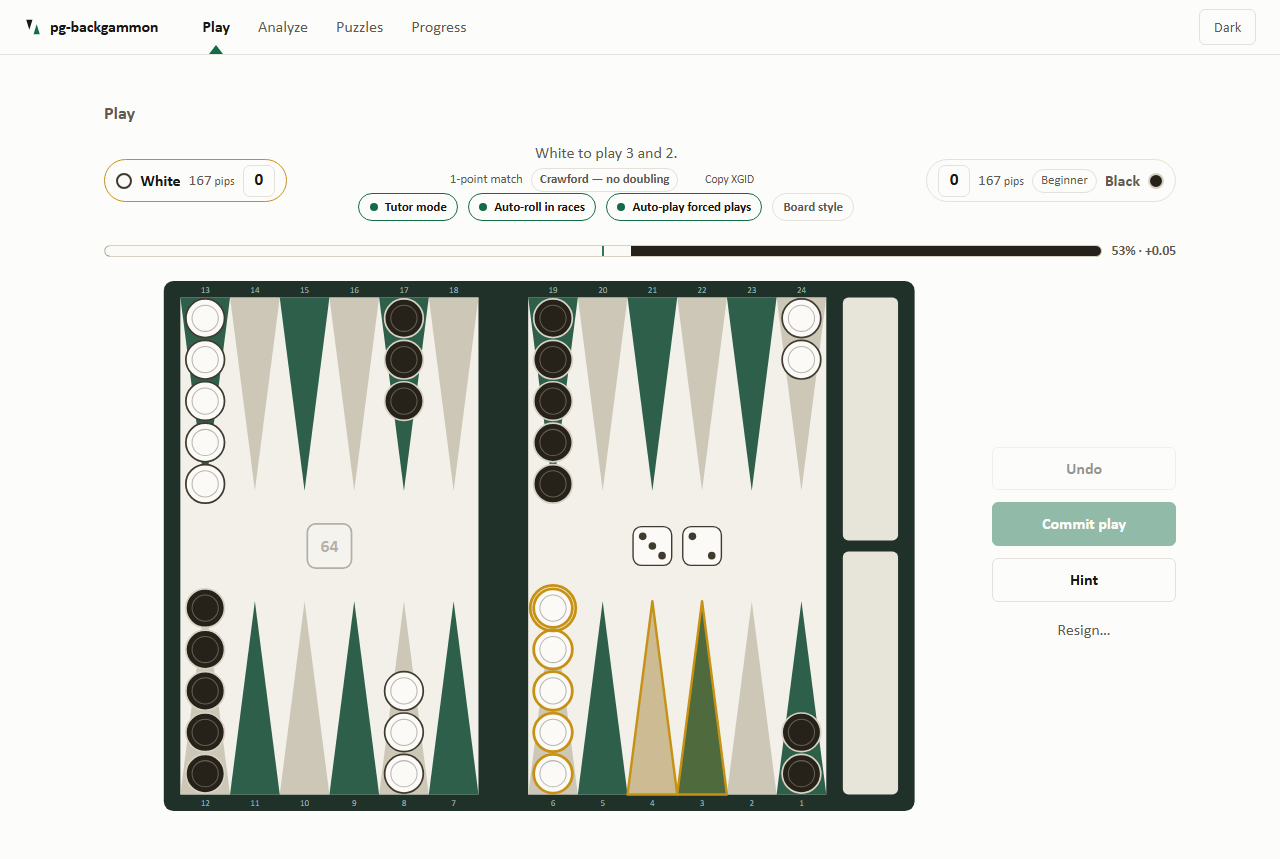 pg-backgammon Play Analyze Puzzles Progress Dark
Play
White to play 3 and 2.
White 167 pips 0
1-point match Crawford — no doubling Copy XGID
0 167 pips Beginner Black
Tutor mode Auto-roll in races Auto-play forced plays Board style
53% · +0.05
13 14 15 16 17 18 19 20 21 22 23 24
64
Undo
Commit play
Hint
Resign...
12 11 10 9 8 7 6 5 4 3 2 1